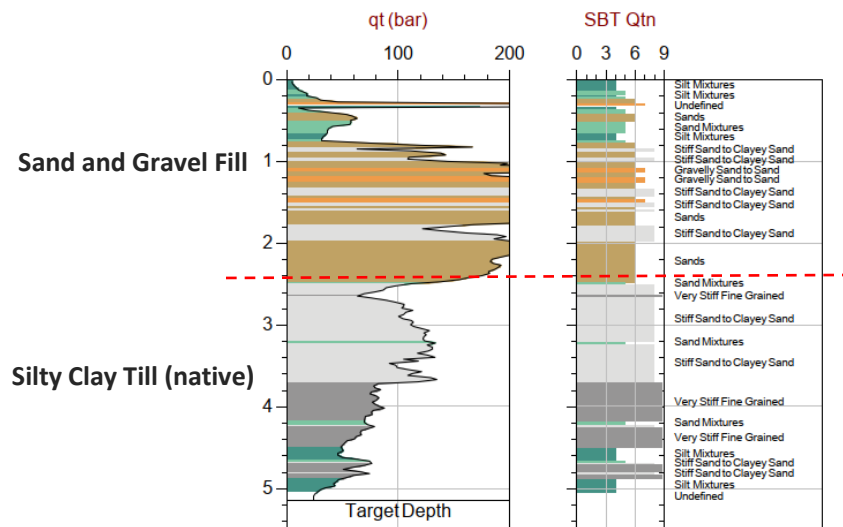 qt (bar)
SBT Qtn
0 100 200
0 3 6 9
0
1
2
3
4
5
Sand and Gravel Fill
Silty Clay Till (native)
Silt Mixtures
Silt Mixtures
Undefined
Sands
Sand Mixtures
Silt Mixtures
Stiff Sand to Clayey Sand
Stiff Sand to Clayey Sand
Gravelly Sand to Sand
Gravelly Sand to Sand
Stiff Sand to Clayey Sand
Stiff Sand to Clayey Sand
Sands
Stiff Sand to Clayey Sand
Sands
Sand Mixtures
Very Stiff Fine Grained
Stiff Sand to Clayey Sand
Sand Mixtures
Stiff Sand to Clayey Sand
Very Stiff Fine Grained
Sand Mixtures
Very Stiff Fine Grained
Silt Mixtures
Stiff Sand to Clayey Sand
Stiff Sand to Clayey Sand
Silt Mixtures
Undefined
Target Depth